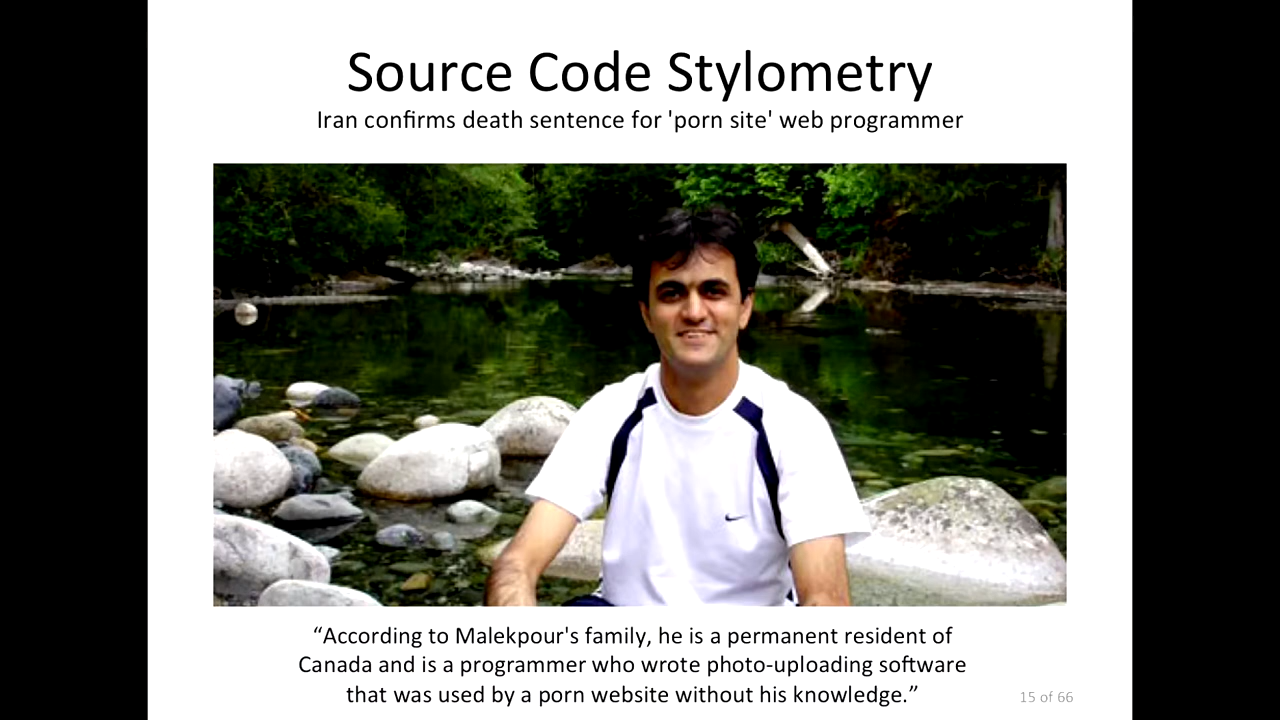 Source Code Stylometry
Iran confirms death sentence for 'porn site' web programmer
“According to Malekpour's family, he is a permanent resident of
Canada and is a programmer who wrote photo-uploading software
that was used by a porn website without his knowledge.”
15 of 66